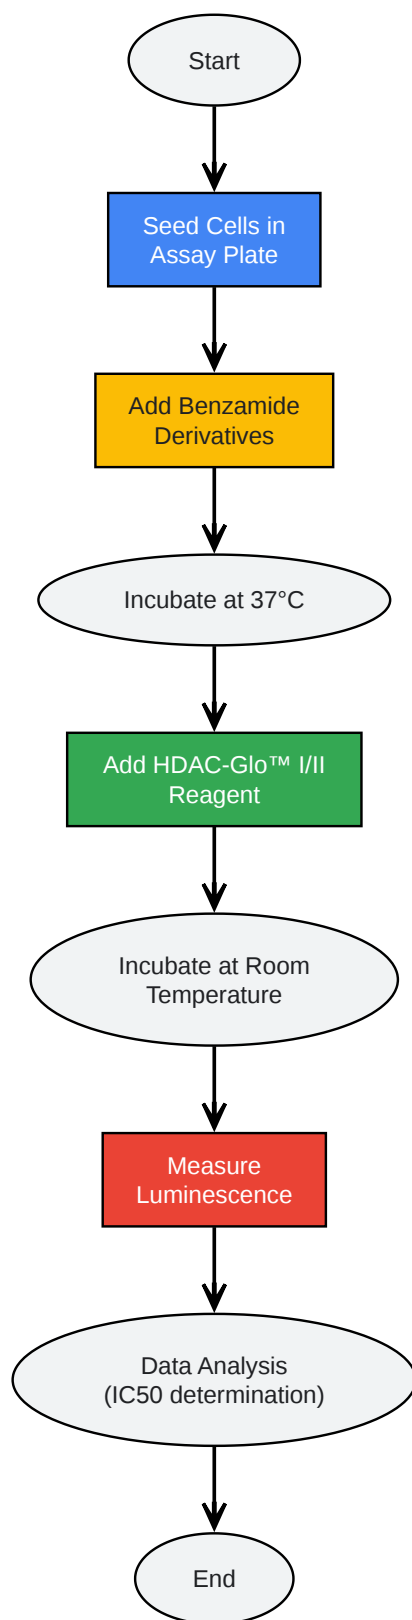 Start
Seed Cells in
Assay Plate
Add Benzamide
Derivatives
Incubate at 37°C
Add HDAC-Glo™ I/II
Reagent
Incubate at Room
Temperature
Measure
Luminescence
Data Analysis
(IC50 determination)
End